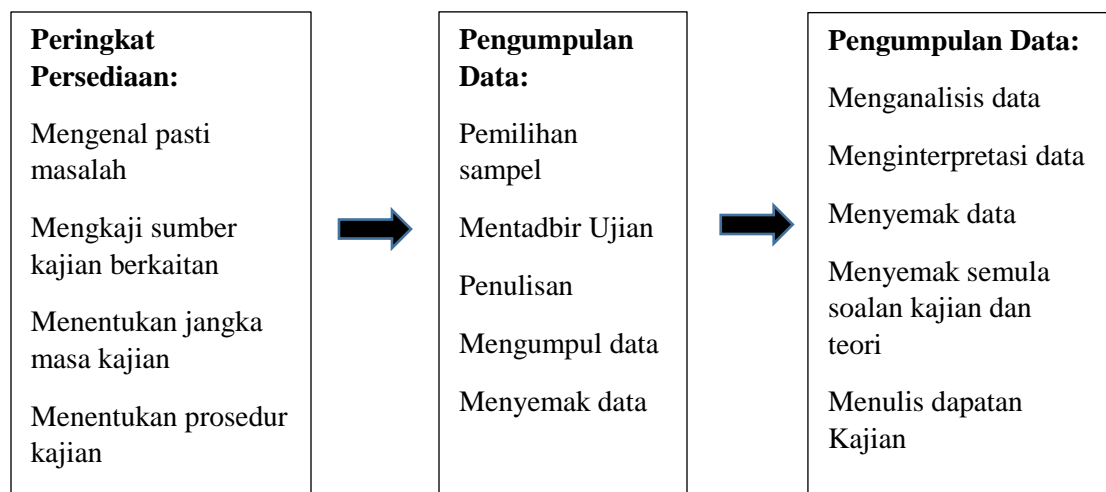 Peringkat
Persediaan:
Mengenal pasti
masalah
Mengkaji sumber
kajian berkaitan
Menentukan jangka
masa kajian
Menentukan prosedur
kajian
Pengumpulan
Data:
Pemilihan
sampel
Mentadbir Ujian
Penulisan
Mengumpul data
Menyemak data
Pengumpulan Data:
Menganalisis data
Menginterpretasi data
Menyemak data
Menyemak semula
soalan kajian dan
teori
Menulis dapatan
Kajian